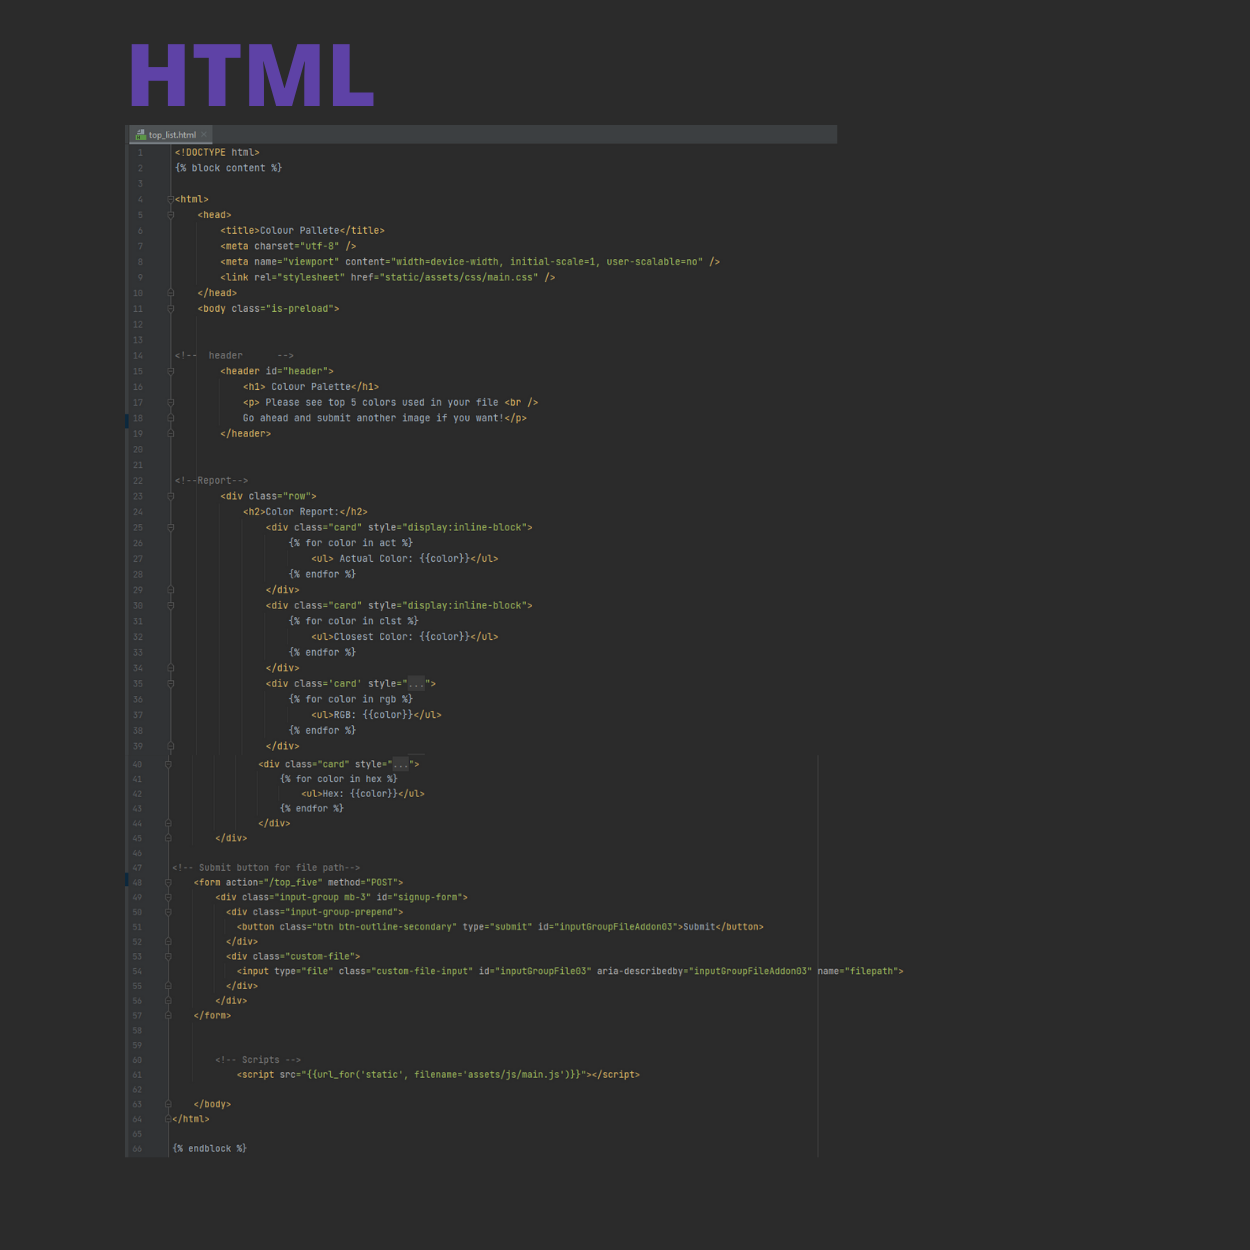 HTML
top_list.html ×
1 <!DOCTYPE html>
2 {% block content %}
3
4 <html>
5 <head>
6 <title>Colour Pallete</title>
7 <meta charset="utf-8" />
8 <meta name="viewport" content="width=device-width, initial-scale=1, user-scalable=no" />
9 <link rel="stylesheet" href="static/assets/css/main.css" />
10 </head>
11 <body class="is-preload">
12
13
14 <!-- header -->
15 <header id="header">
16 <h1> Colour Palette</h1>
17 <p> Please see top 5 colors used in your file <br />
18 Go ahead and submit another image if you want!</p>
19 </header>
20
21
22 <!--Report-->
23 <div class="row">
24 <h2>Color Report:</h2>
25 <div class="card" style="display:inline-block">
26 {% for color in act %}
27 <ul> Actual Color: {{color}}</ul>
28 {% endfor %}
29 </div>
30 <div class="card" style="display:inline-block">
31 {% for color in clst %}
32 <ul>Closest Color: {{color}}</ul>
33 {% endfor %}
34 </div>
35 <div class='card' style="...">
36 {% for color in rgb %}
37 <ul>RGB: {{color}}</ul>
38 {% endfor %}
39 </div>
40 <div class="card" style="...">
41 {% for color in hex %}
42 <ul>Hex: {{color}}</ul>
43 {% endfor %}
44 </div>
45 </div>
46
47 <!-- Submit button for file path-->
48 <form action="/top_five" method="POST">
49 <div class="input-group mb-3" id="signup-form">
50 <div class="input-group-prepend">
51 <button class="btn btn-outline-secondary" type="submit" id="inputGroupFileAddon03">Submit</button>
52 </div>
53 <div class="custom-file">
54 <input type="file" class="custom-file-input" id="inputGroupFile03" aria-describedby="inputGroupFileAddon03" name="filepath">
55 </div>
56 </div>
57 </form>
58
59
60 <!-- Scripts -->
61 <script src="{{url_for('static', filename='assets/js/main.js')}}"></script>
62
63 </body>
64 </html>
65
66 {% endblock %}